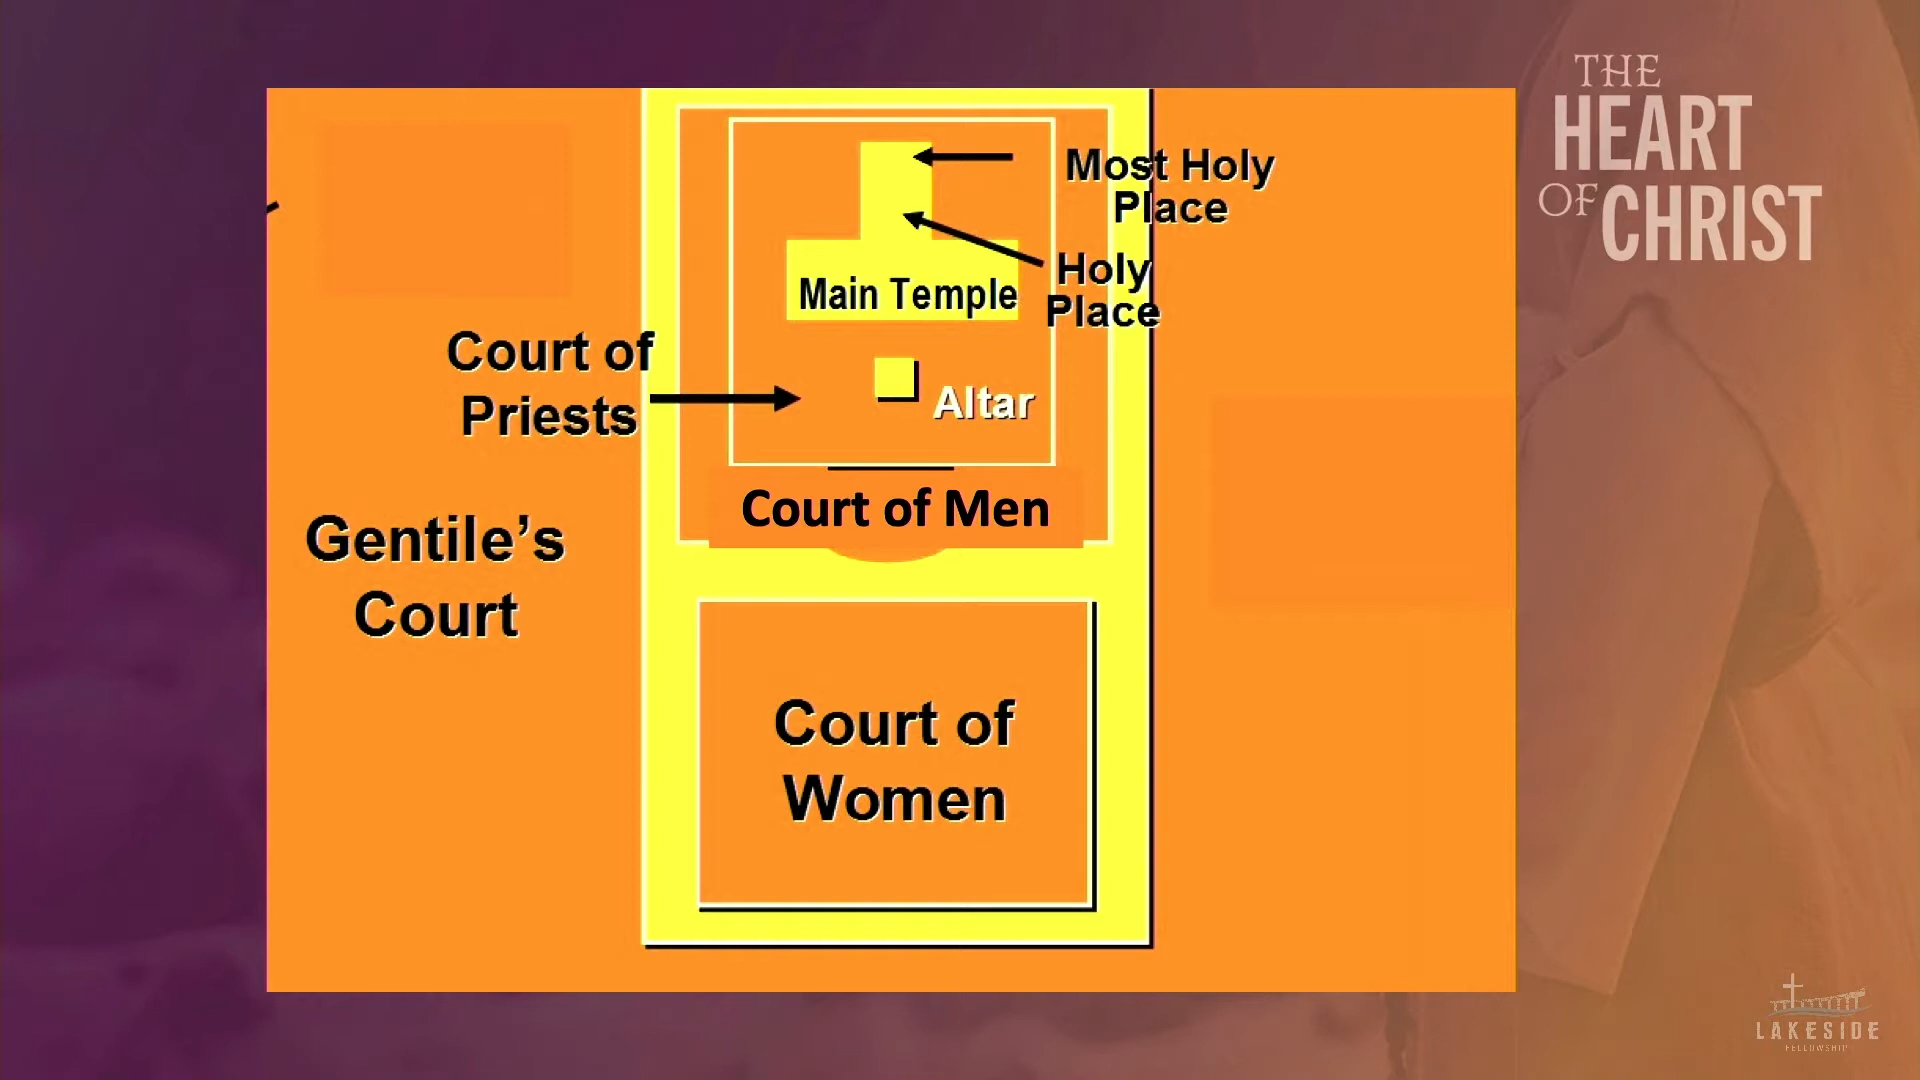 THE
HEART
OF CHRIST
Most Holy
Place
Holy
Place
Main Temple
Court of
Priests
Altar
Court of Men
Gentile’s
Court
Court of
Women
LAKESIDE
FELLOWSHIP